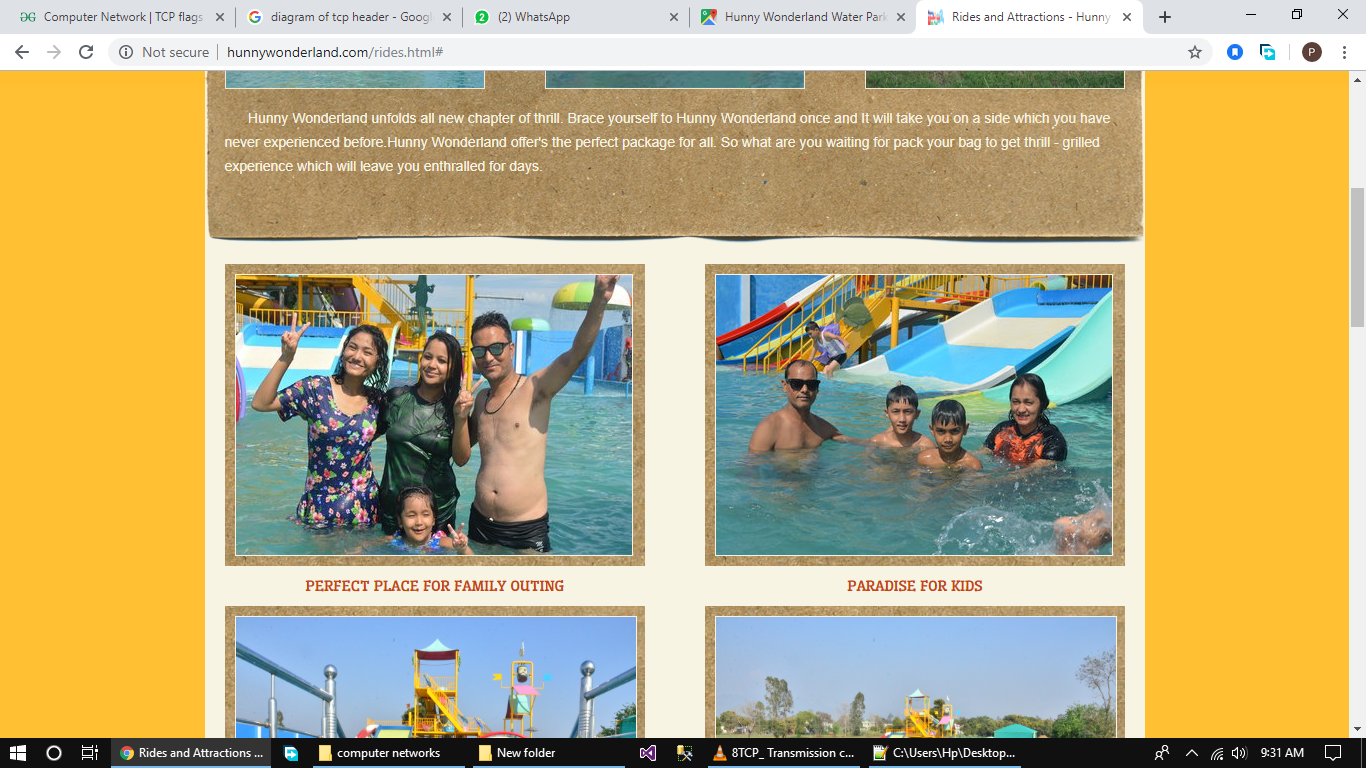 Computer Network | TCP flags
diagram of tcp header - Googl
(2) WhatsApp
Hunny Wonderland Water Park
Rides and Attractions - Hunny
Not secure
hunnywonderland.com/rides.html#
P
Hunny Wonderland unfolds all new chapter of thrill. Brace yourself to Hunny Wonderland once and It will take you on a side which you have
never experienced before.Hunny Wonderland offer's the perfect package for all. So what are you waiting for pack your bag to get thrill - grilled
experience which will leave you enthralled for days.
PERFECT PLACE FOR FAMILY OUTING
PARADISE FOR KIDS
Rides and Attractions ...
computer networks
New folder
8TCP_ Transmission c...
C:\Users\Hp\Desktop...
9:31 AM